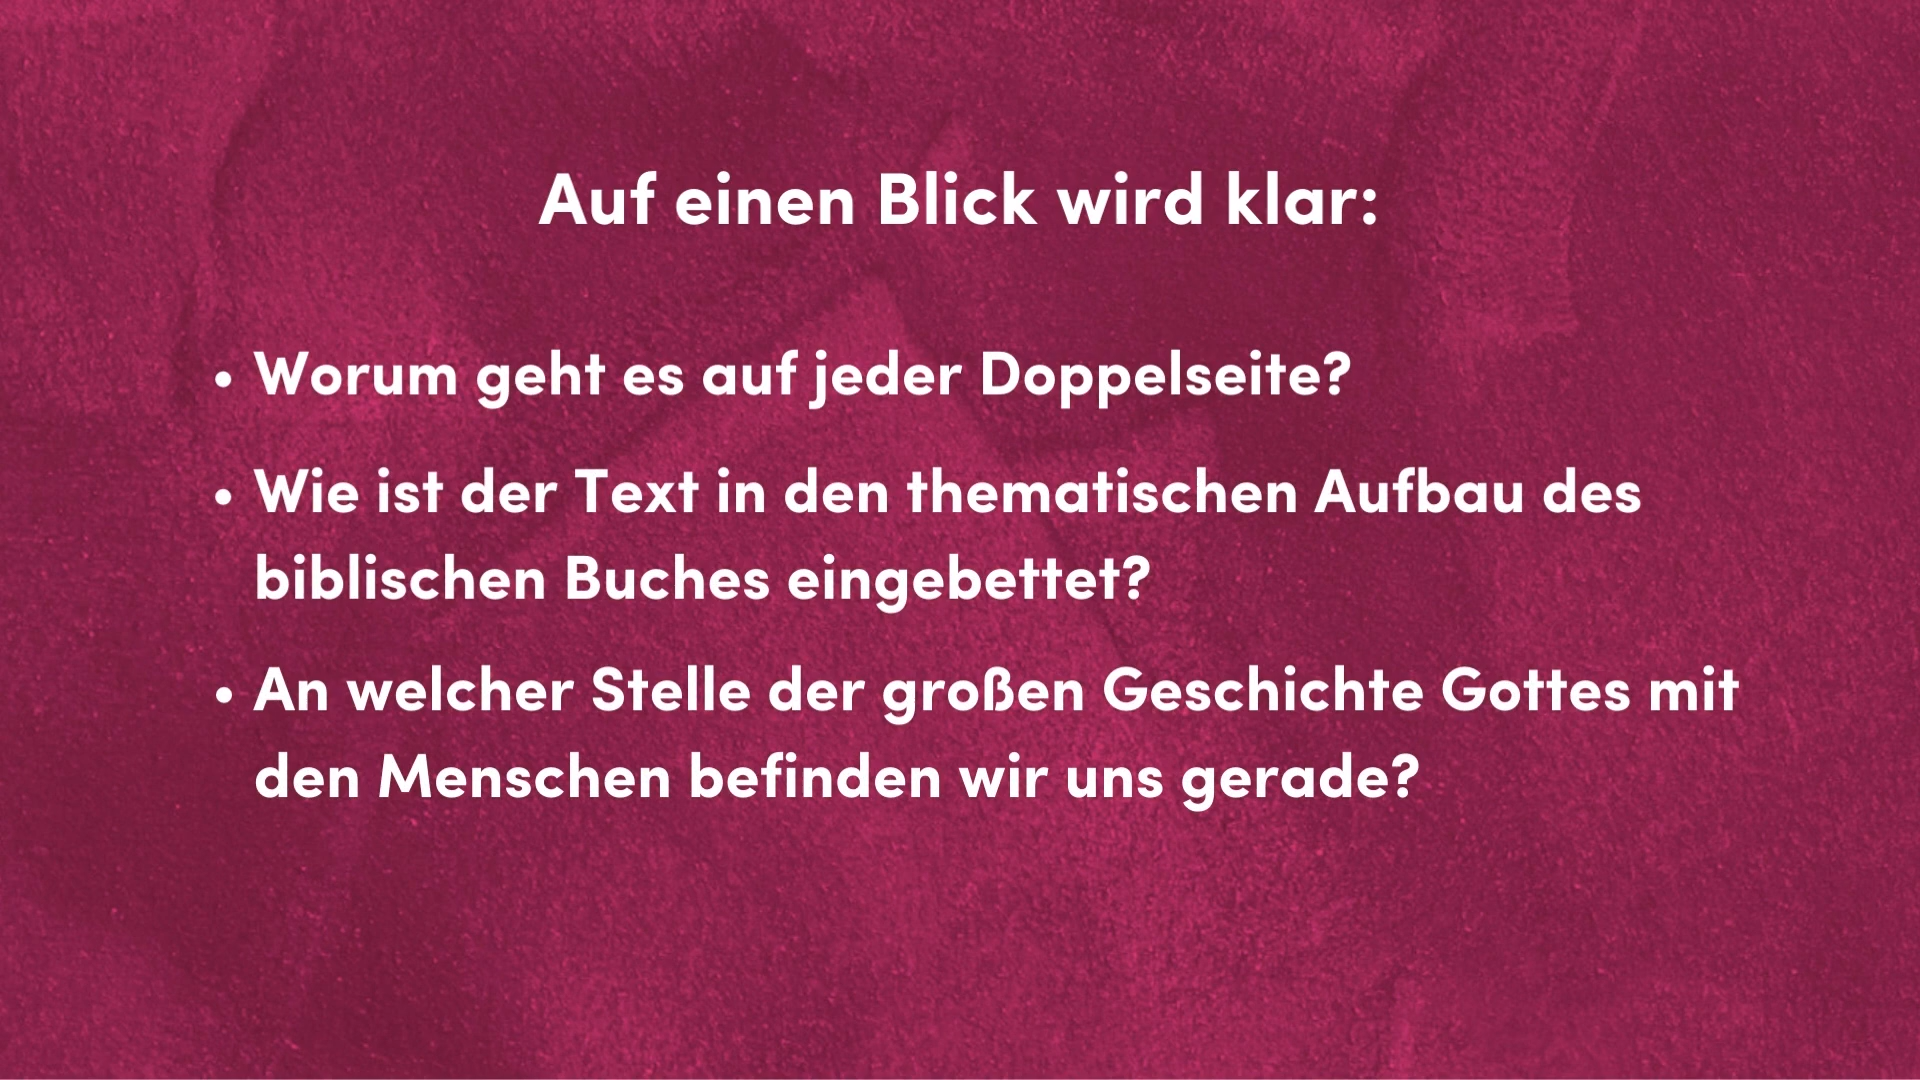 Auf einen Blick wird klar:
• Worum geht es auf jeder Doppelseite?
• Wie ist der Text in den thematischen Aufbau des
biblischen Buches eingebettet?
• An welcher Stelle der großen Geschichte Gottes mit
den Menschen befinden wir uns gerade?